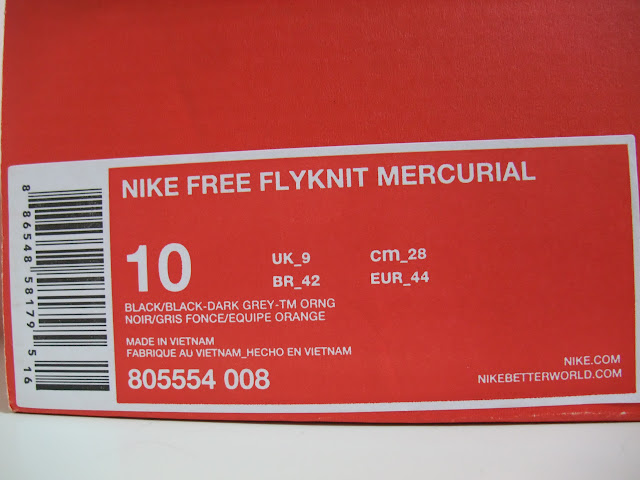 NIKE FREE FLYKNIT MERCURIAL
10
UK_9 cm_28
BR_42 EUR_44
BLACK/BLACK-DARK GREY-TM ORNG
NOIR/GRIS FONCE/EQUIPE ORANGE
MADE IN VIETNAM
FABRIQUE AU VIETNAM_HECHO EN VIETNAM
805554 008
NIKE.COM
NIKEBETTERWORLD.COM
8 86548 58179 5 16